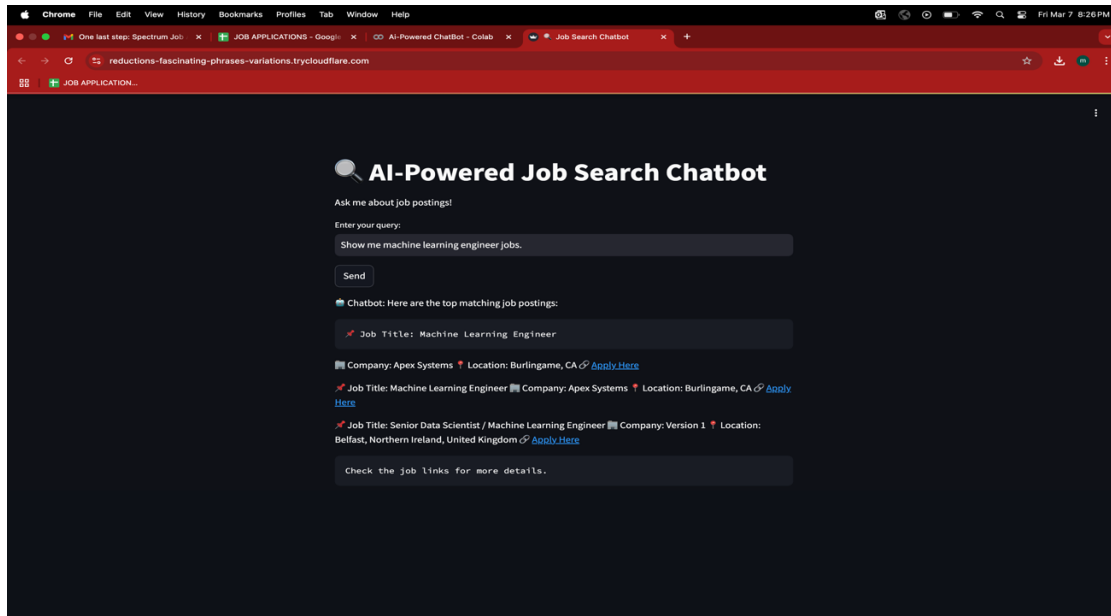 Chrome File Edit View History Bookmarks Profiles Tab Window Help Fri Mar 7 8:26 PM
One last step: Spectrum Job JOB APPLICATIONS - Google AI-Powered ChatBot - Colab Job Search Chatbot
reductions-fascinating-phrases-variations.trycloudflare.com
JOB APPLICATION...
AI-Powered Job Search Chatbot
Ask me about job postings!
Enter your query:
Show me machine learning engineer jobs.
Send
Chatbot: Here are the top matching job postings:
Job Title: Machine Learning Engineer
Company: Apex Systems Location: Burlingame, CA Apply Here
Job Title: Machine Learning Engineer Company: Apex Systems Location: Burlingame, CA Apply
Here
Job Title: Senior Data Scientist / Machine Learning Engineer Company: Version 1 Location:
Belfast, Northern Ireland, United Kingdom Apply Here
Check the job links for more details.